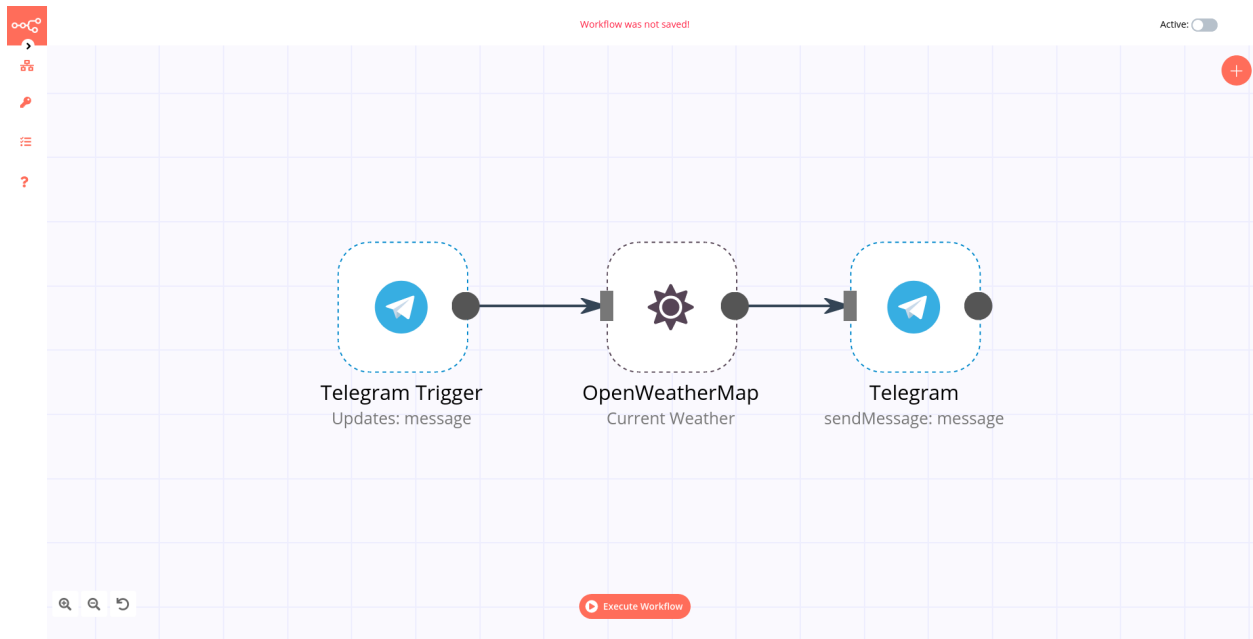 Workflow was not saved!
Active:
Telegram Trigger
Updates: message
OpenWeatherMap
Current Weather
Telegram
sendMessage: message
Execute Workflow